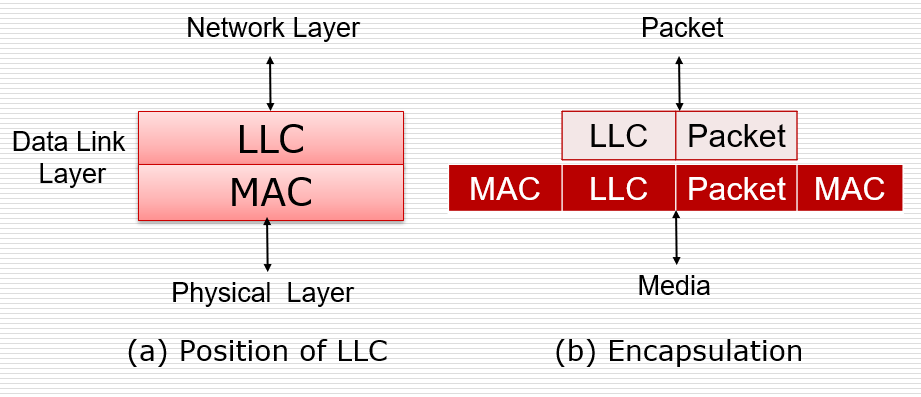 Network Layer
Data Link
Layer
LLC
MAC
Physical Layer
(a) Position of LLC
Packet
LLC Packet
MAC LLC Packet MAC
Media
(b) Encapsulation